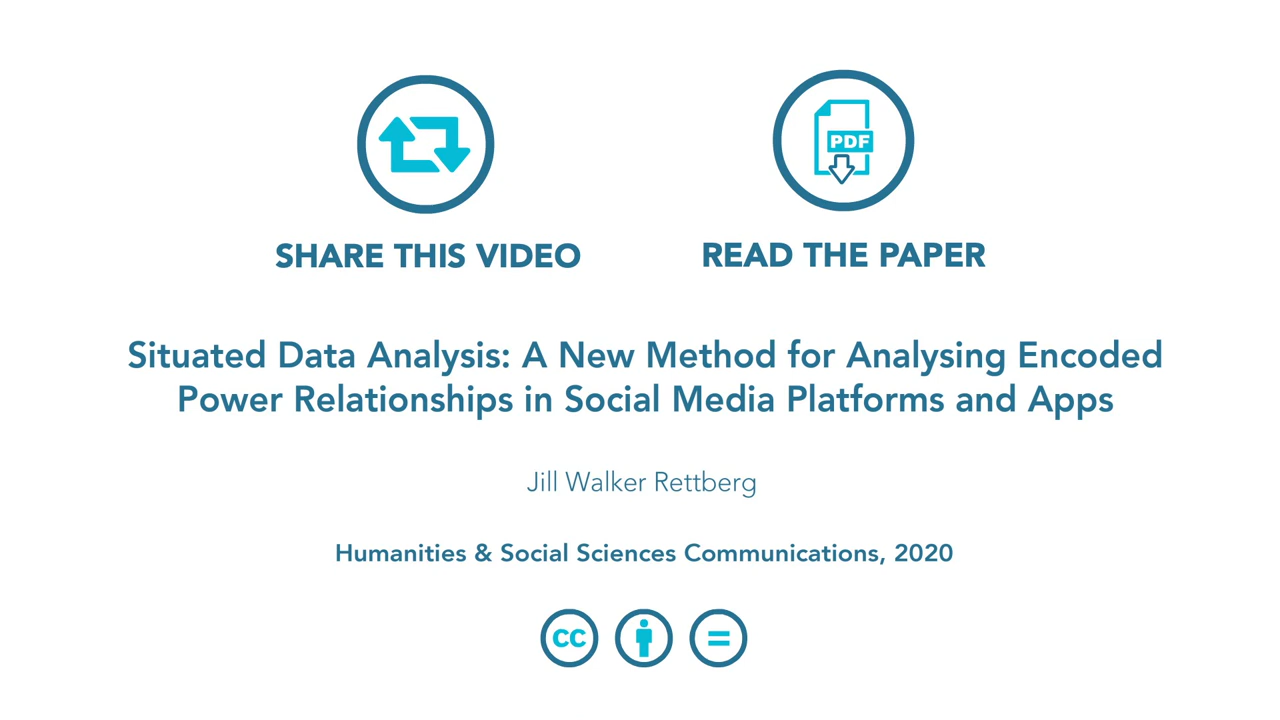 PDF
SHARE THIS VIDEO
READ THE PAPER
Situated Data Analysis: A New Method for Analysing Encoded
Power Relationships in Social Media Platforms and Apps
Jill Walker Rettberg
Humanities & Social Sciences Communications, 2020
CC
=